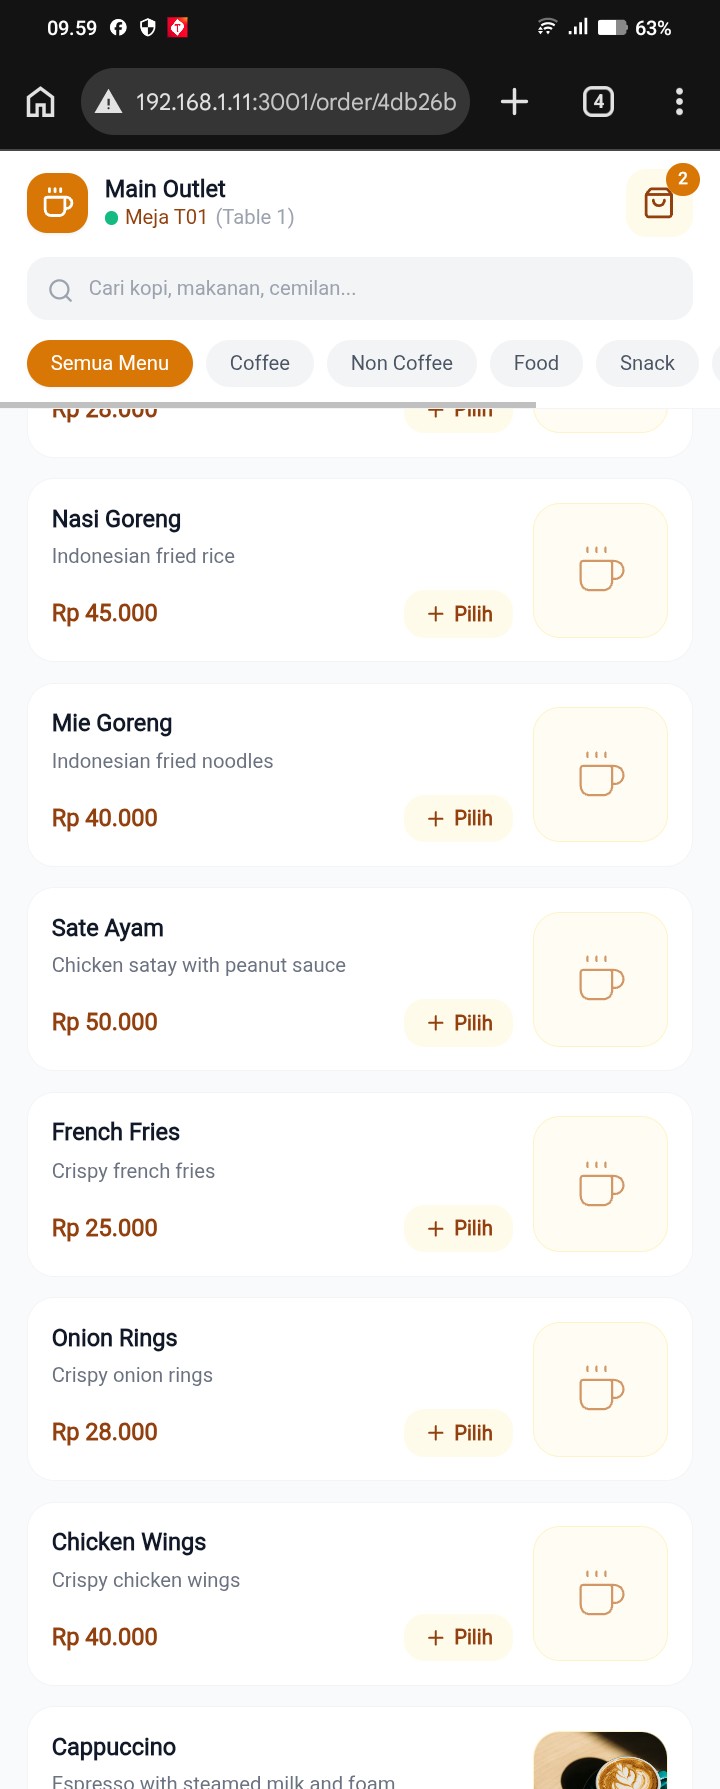 09.59
63%
192.168.1.11:3001/order/4db26b
4
Main Outlet
Meja T01 (Table 1)
2
Cari kopi, makanan, cemilan...
Semua Menu Coffee Non Coffee Food Snack
Rp 28.000
+ Pilih
Nasi Goreng
Indonesian fried rice
Rp 45.000
+ Pilih
Mie Goreng
Indonesian fried noodles
Rp 40.000
+ Pilih
Sate Ayam
Chicken satay with peanut sauce
Rp 50.000
+ Pilih
French Fries
Crispy french fries
Rp 25.000
+ Pilih
Onion Rings
Crispy onion rings
Rp 28.000
+ Pilih
Chicken Wings
Crispy chicken wings
Rp 40.000
+ Pilih
Cappuccino
Espresso with steamed milk and foam